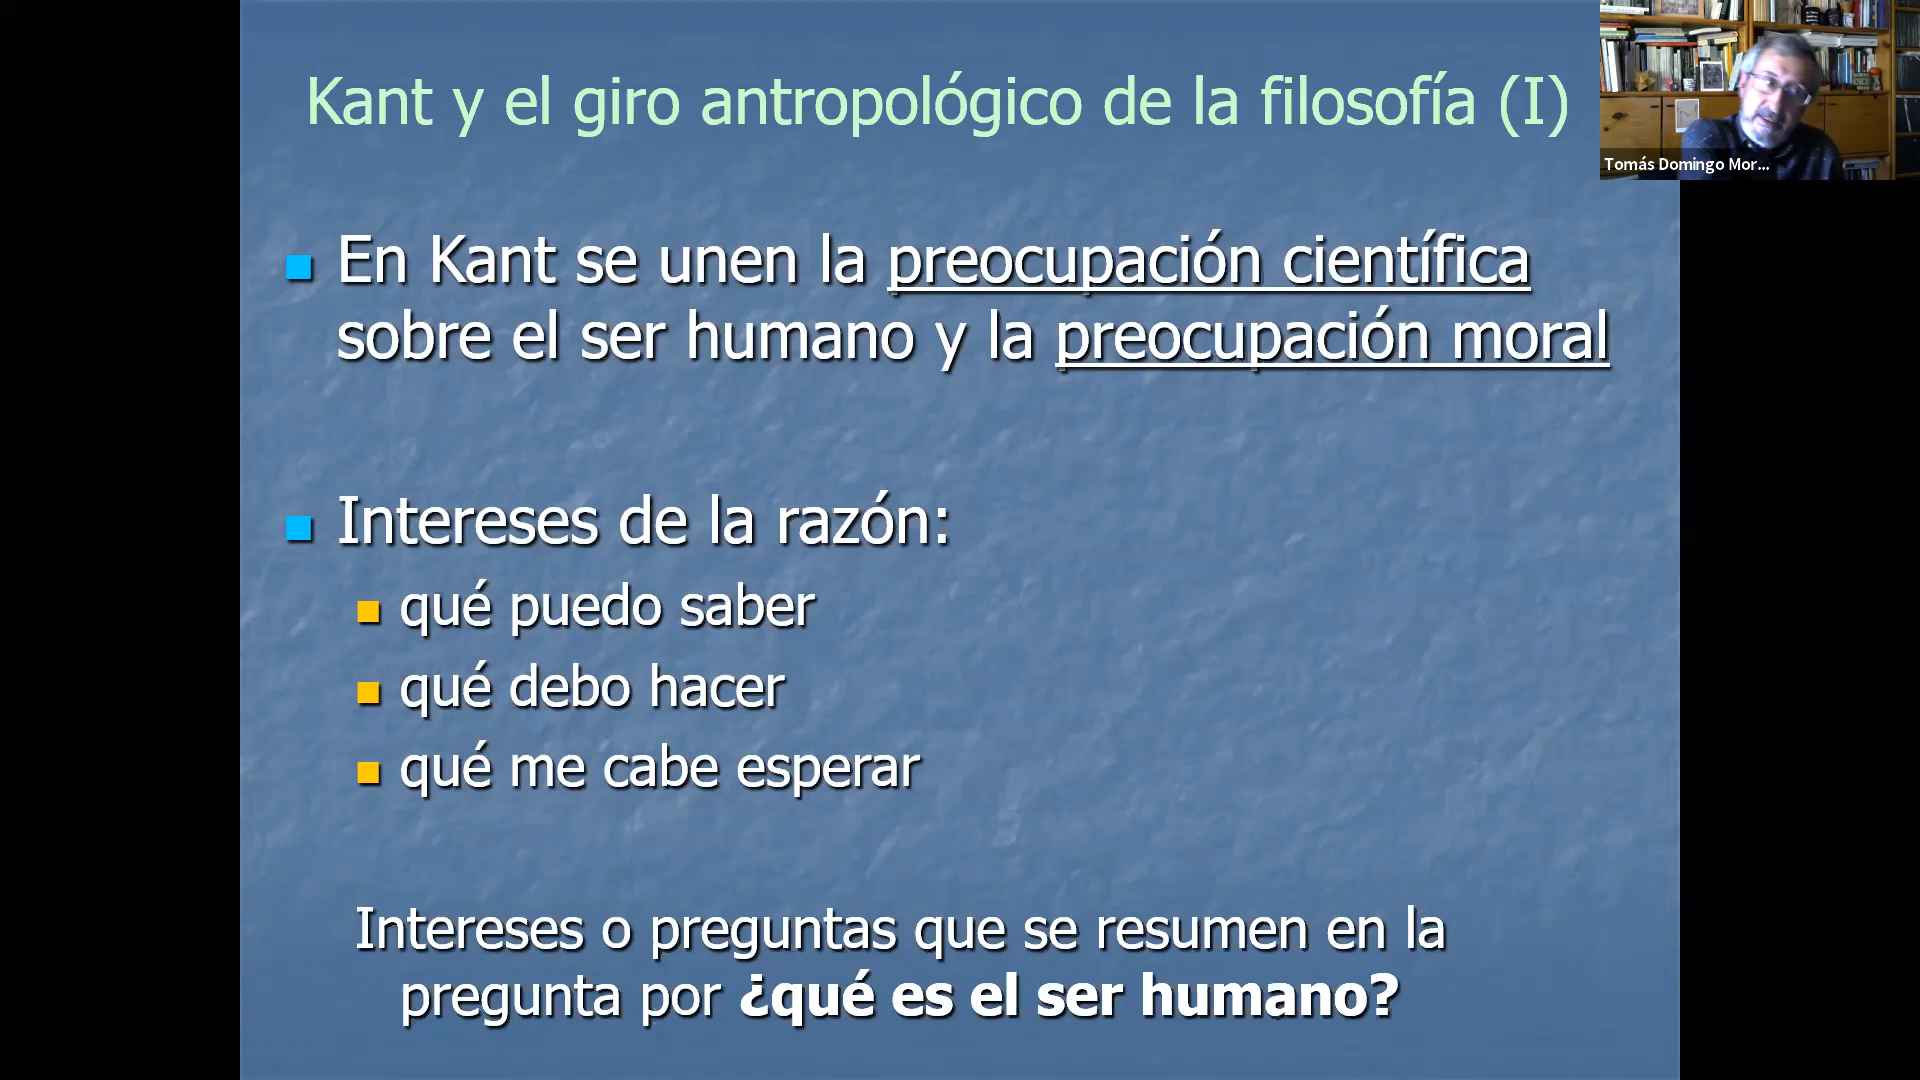 Kant y el giro antropológico de la filosofía (I)
Tomás Domingo Mor...
En Kant se unen la preocupación científica
sobre el ser humano y la preocupación moral
Intereses de la razón:
qué puedo saber
qué debo hacer
qué me cabe esperar
Intereses o preguntas que se resumen en la
pregunta por ¿qué es el ser humano?